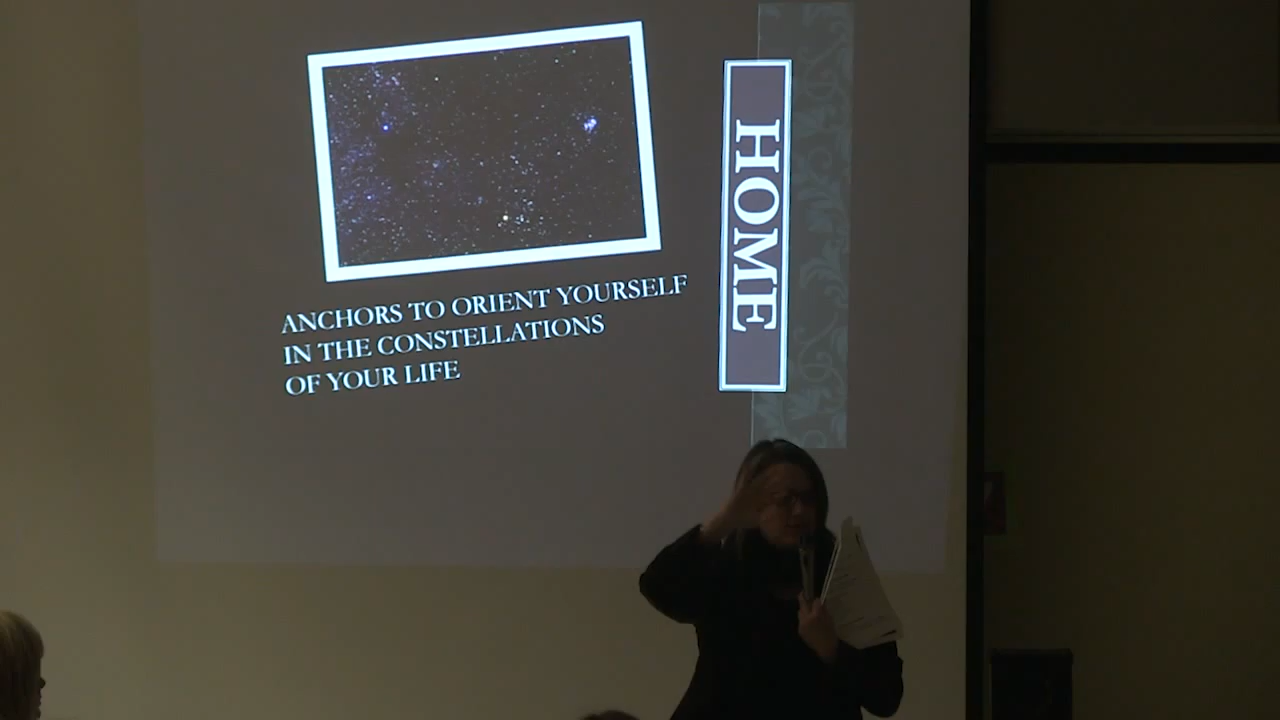 ANCHORS TO ORIENT YOURSELF
IN THE CONSTELLATIONS
OF YOUR LIFE
HOME